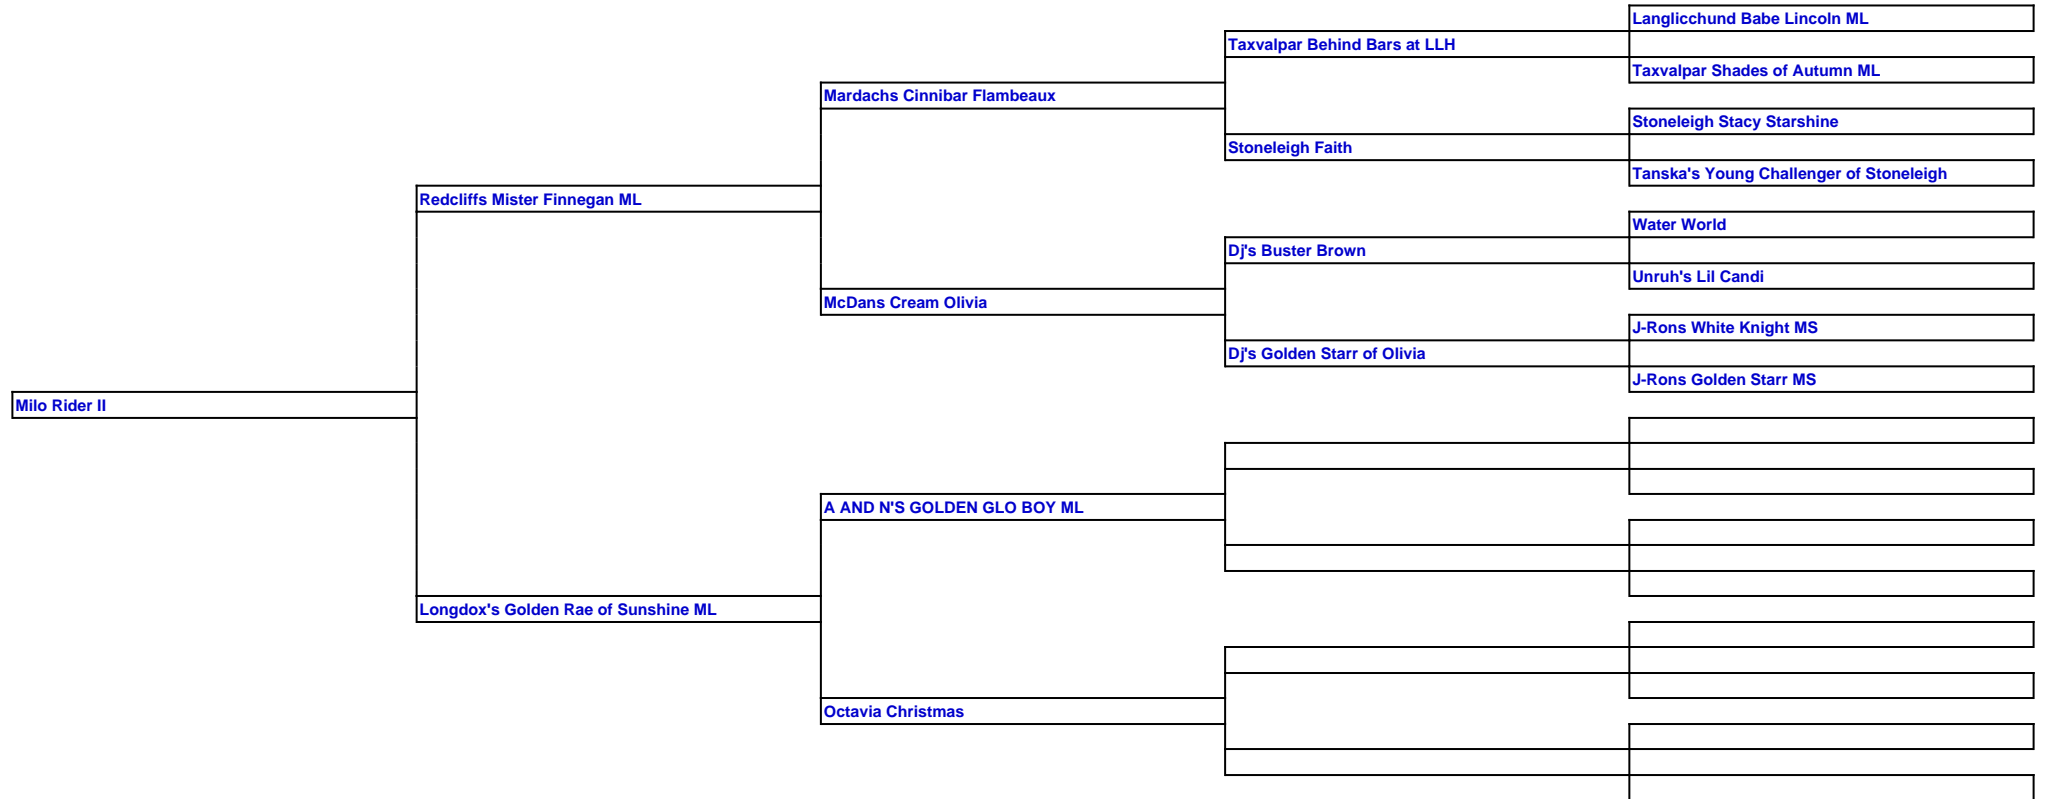 Langlicchund Babe Lincoln ML
Taxvalpar Behind Bars at LLH
Taxvalpar Shades of Autumn ML
Mardachs Cinnibar Flambeaux
Stoneleigh Stacy Starshine
Stoneleigh Faith
Tanska's Young Challenger of Stoneleigh
Redcliffs Mister Finnegan ML
Water World
Dj's Buster Brown
Unruh's Lil Candi
McDans Cream Olivia
J-Rons White Knight MS
Dj's Golden Starr of Olivia
J-Rons Golden Starr MS
Milo Rider II
A AND N'S GOLDEN GLO BOY ML
Longdox's Golden Rae of Sunshine ML
Octavia Christmas